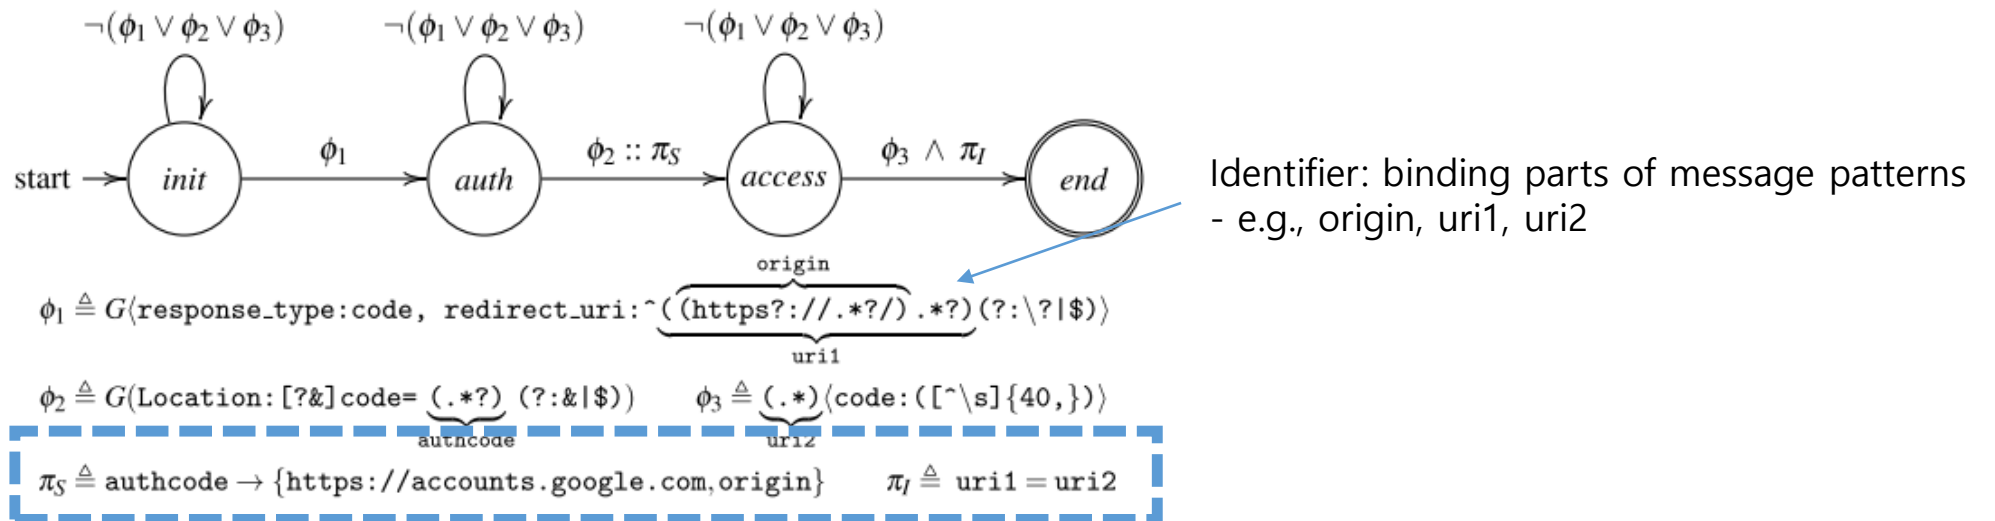 ¬(ϕ1 ∨ ϕ2 ∨ ϕ3) ¬(ϕ1 ∨ ϕ2 ∨ ϕ3) ¬(ϕ1 ∨ ϕ2 ∨ ϕ3)
start init ϕ1 auth ϕ2 :: πS access ϕ3 ∧ πI end
Identifier: binding parts of message patterns
- e.g., origin, uri1, uri2
origin
ϕ1 ≜ G⟨response_type:code, redirect_uri:^((https?://.*?/).*?)(?:\?|$)⟩
uri1
ϕ2 ≜ G(Location:[?&]code= (.*?) (?:&|$)) ϕ3 ≜ (.*)⟨code:([^\s]{40,})⟩
authcode uri2
πS ≜ authcode → {https://accounts.google.com,origin} πI ≜ uri1 = uri2